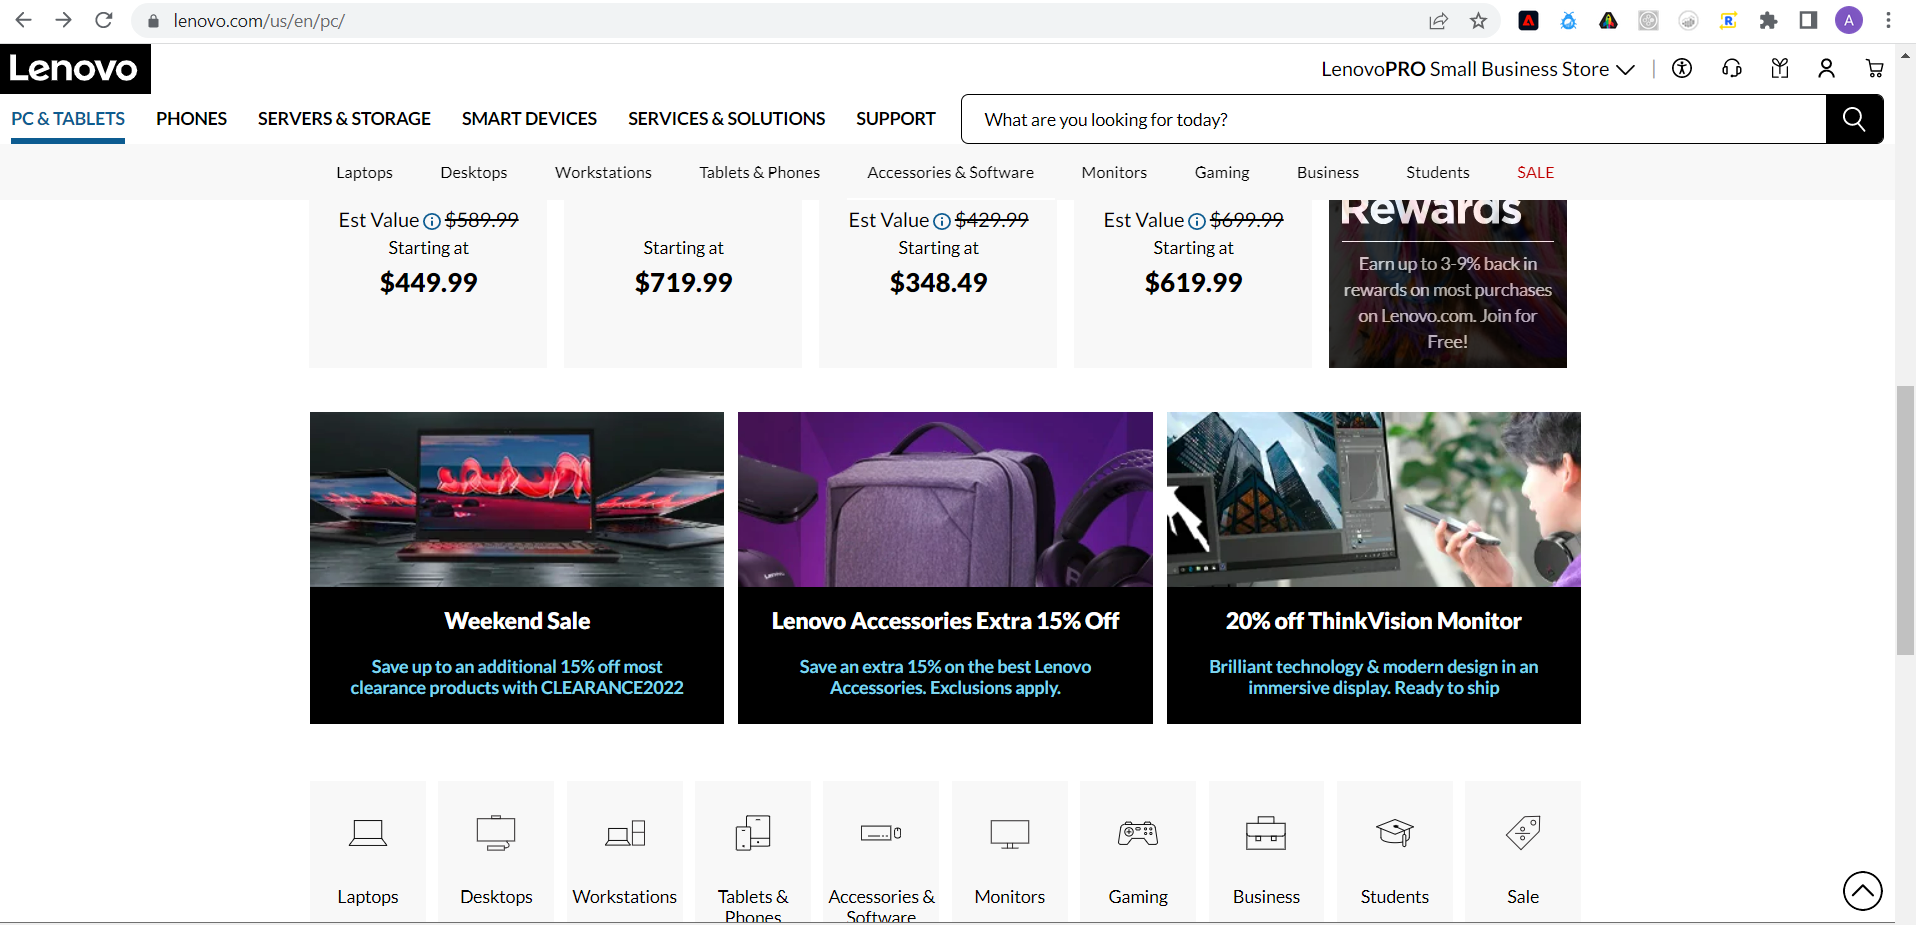 lenovo.com/us/en/pc/
A
Lenovo
LenovoPRO Small Business Store
PC & TABLETS
PHONES
SERVERS & STORAGE
SMART DEVICES
SERVICES & SOLUTIONS
SUPPORT
What are you looking for today?
Laptops
Desktops
Workstations
Tablets & Phones
Accessories & Software
Monitors
Gaming
Business
Students
SALE
Est Value $589.99
Starting at
$449.99
Starting at
$719.99
Est Value $429.99
Starting at
$348.49
Est Value $699.99
Starting at
$619.99
Rewards
Earn up to 3-9% back in
rewards on most purchases
on Lenovo.com. Join for
Free!
Weekend Sale
Save up to an additional 15% off most
clearance products with CLEARANCE2022
Lenovo
Lenovo Accessories Extra 15% Off
Save an extra 15% on the best Lenovo
Accessories. Exclusions apply.
20% off ThinkVision Monitor
Brilliant technology & modern design in an
immersive display. Ready to ship
Laptops
Desktops
Workstations
Tablets &
Phones
Accessories &
Software
Monitors
Gaming
Business
Students
Sale